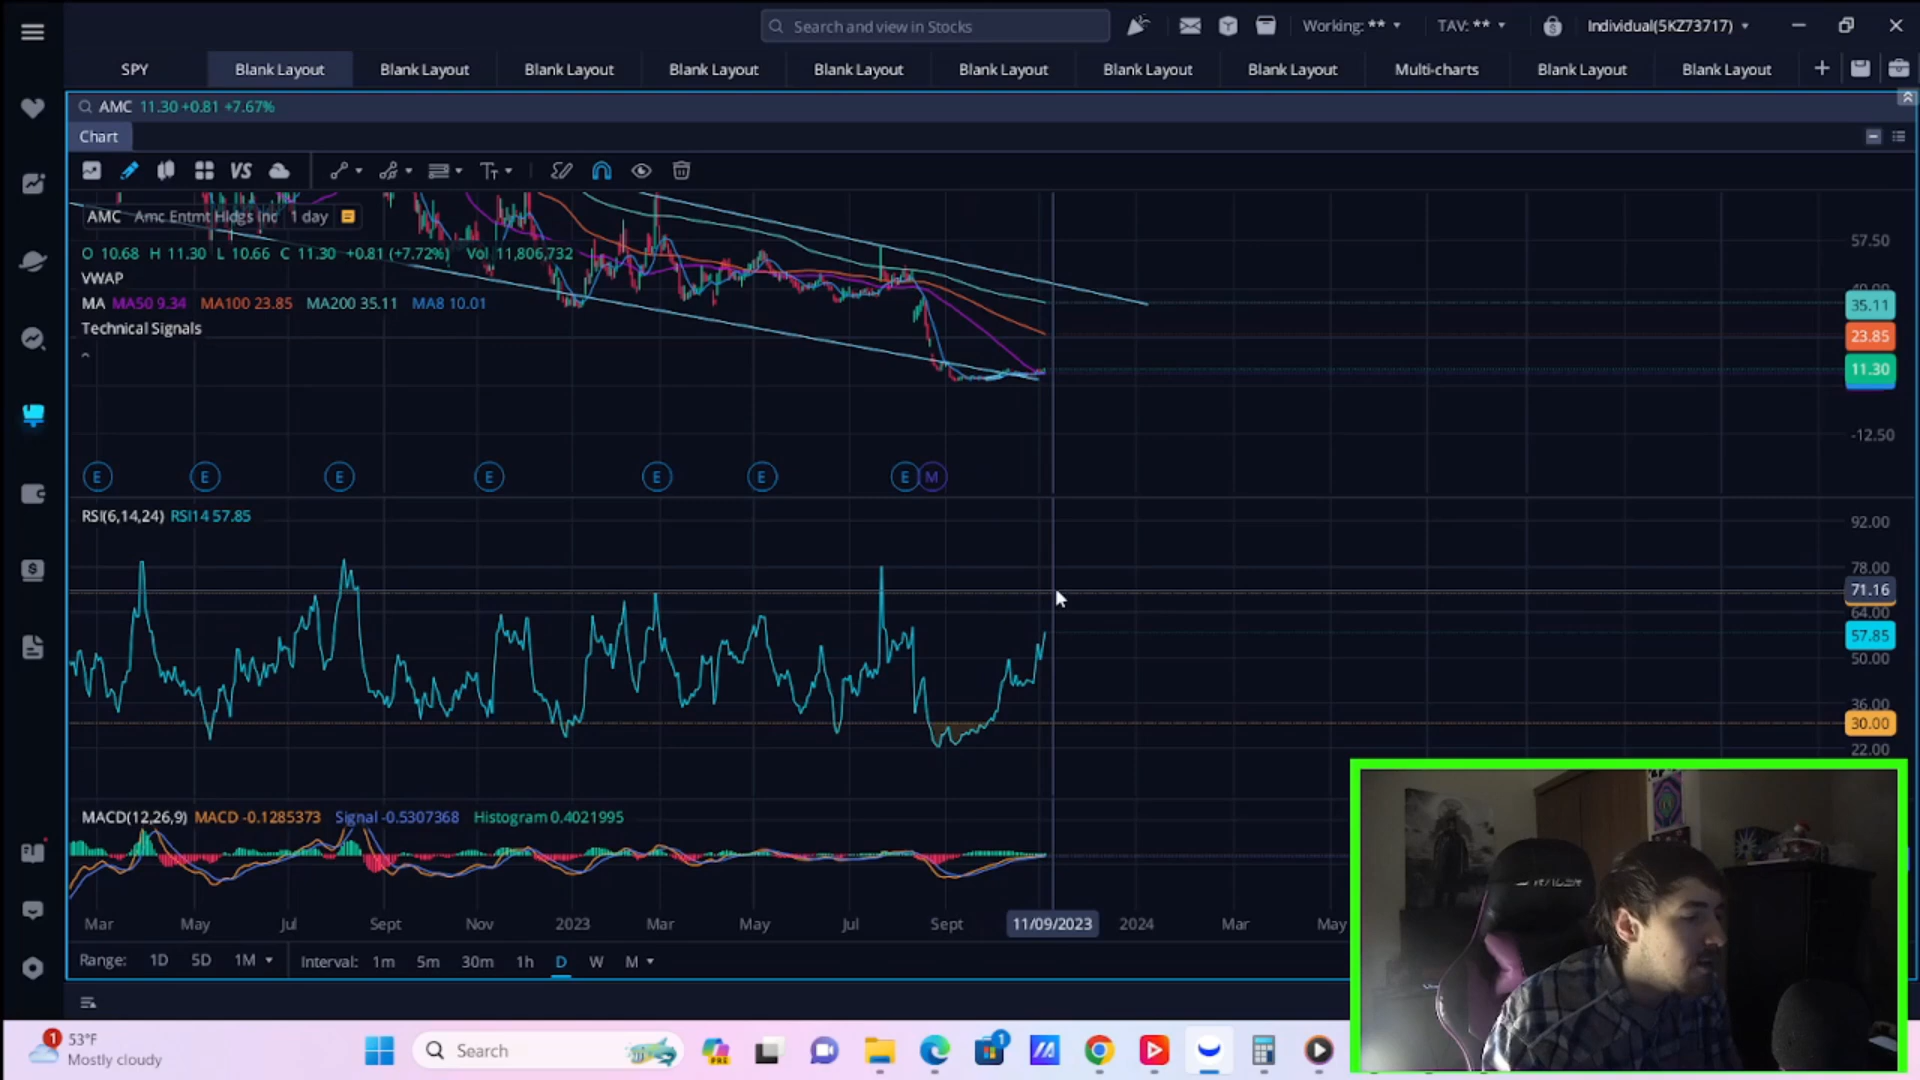 Search and view in Stocks
Working: **
TAV: **
Individual(5KZ73717)
SPY
Blank Layout
Blank Layout
Blank Layout
Blank Layout
Blank Layout
Blank Layout
Blank Layout
Blank Layout
Multi-charts
Blank Layout
Blank Layout
AMC 11.30 +0.81 +7.67%
Chart
VS
AMC Amc Entmt Hldgs Inc 1 day
O 10.68 H 11.30 L 10.66 C 11.30 +0.81 (+7.72%) Vol 11,806,732
VWAP
MA MA50 9.34 MA100 23.85 MA200 35.11 MA8 10.01
Technical Signals
57.50
35.11
23.85
11.30
-12.50
E E E E E E E M
RSI(6,14,24) RSI14 57.85
92.00
78.00
71.16
64.00
57.85
50.00
36.00
30.00
22.00
MACD(12,26,9) MACD -0.1285373 Signal -0.5307368 Histogram 0.4021995
Mar May Jul Sept Nov 2023 Mar May Jul Sept 11/09/2023 2024 Mar May
Range: 1D 5D 1M Interval: 1m 5m 30m 1h D W M
1
53°F
Mostly cloudy
Search
PRE
1